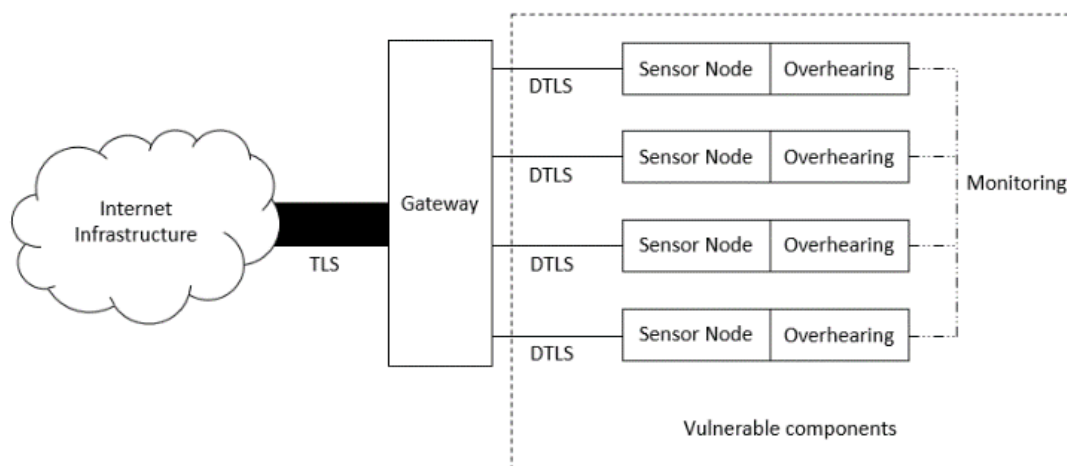 Internet
Infrastructure
TLS
Gateway
DTLS
Sensor Node
Overhearing
DTLS
Sensor Node
Overhearing
DTLS
Sensor Node
Overhearing
DTLS
Sensor Node
Overhearing
Monitoring
Vulnerable components